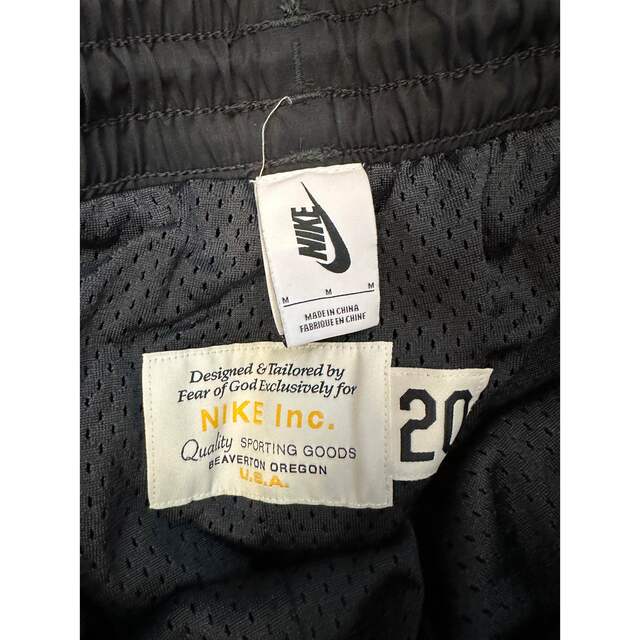 NIKE
M M M
MADE IN CHINA
FABRIQUÉ EN CHINE
Designed & Tailored by
Fear of God Exclusively for
NIKE Inc.
Quality SPORTING GOODS
BEAVERTON OREGON
U.S.A.
20